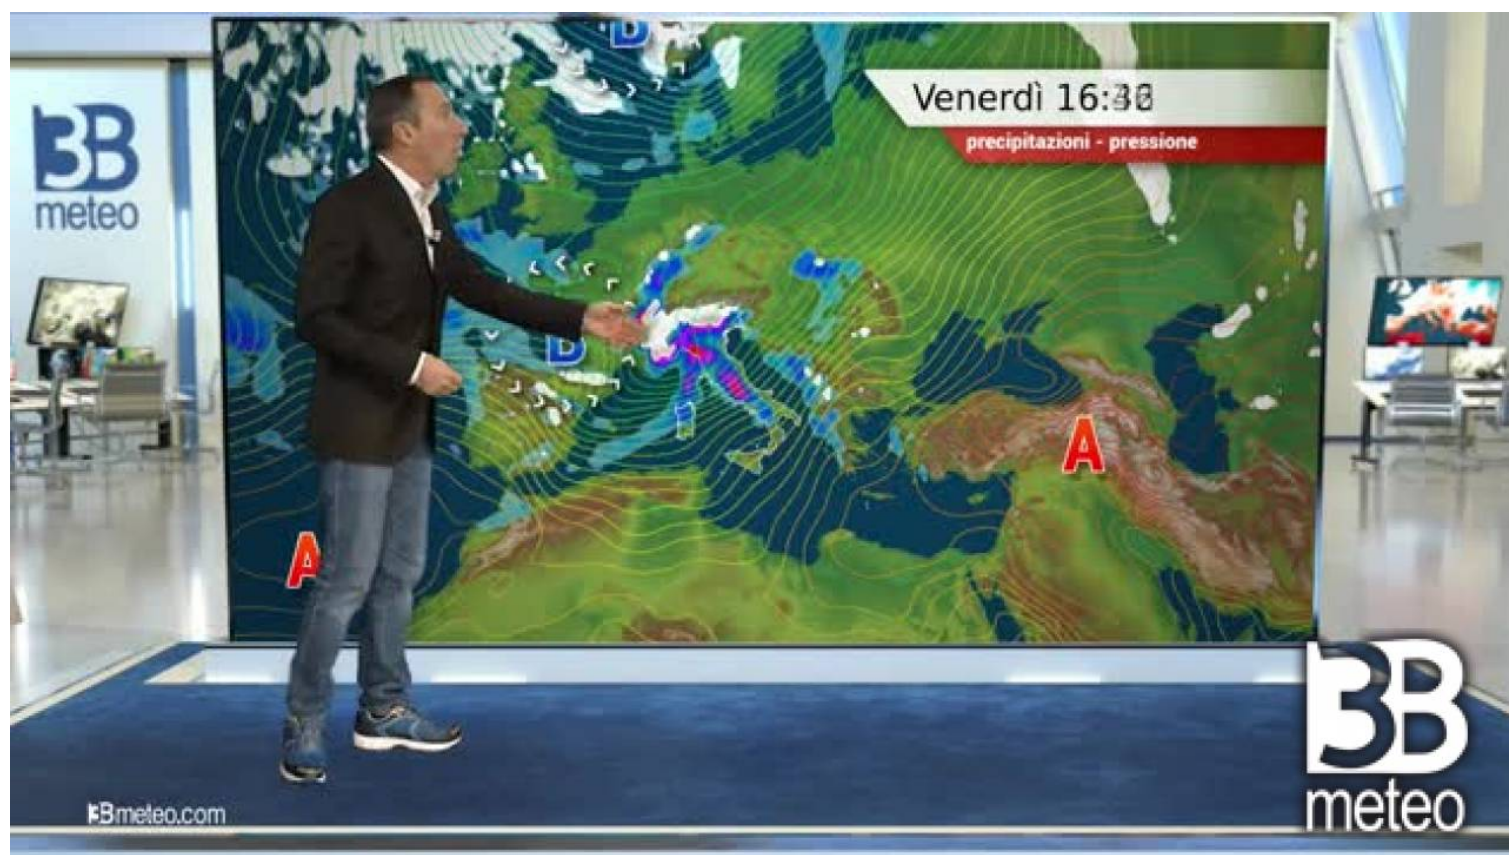 3B
meteo
B
Venerdì 16:30
precipitazioni - pressione
B
A
A
3B
meteo
3Bmeteo.com